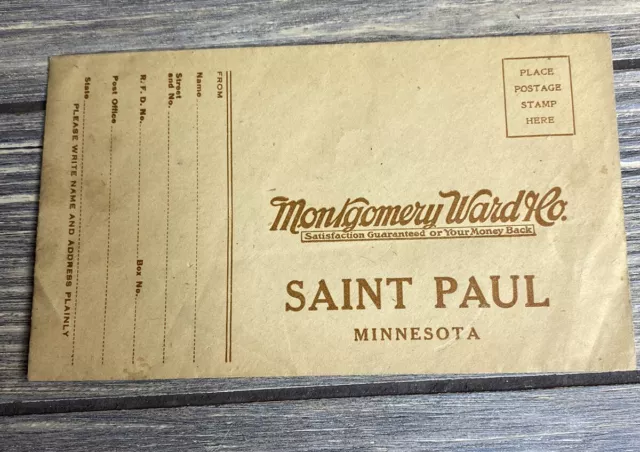 FROM
Name
Street
and No.
R. F. D. No. Box No.
Post Office
State
PLEASE WRITE NAME AND ADDRESS PLAINLY
PLACE
POSTAGE
STAMP
HERE
Montgomery Ward & Co.
Satisfaction Guaranteed or Your Money Back
SAINT PAUL
MINNESOTA